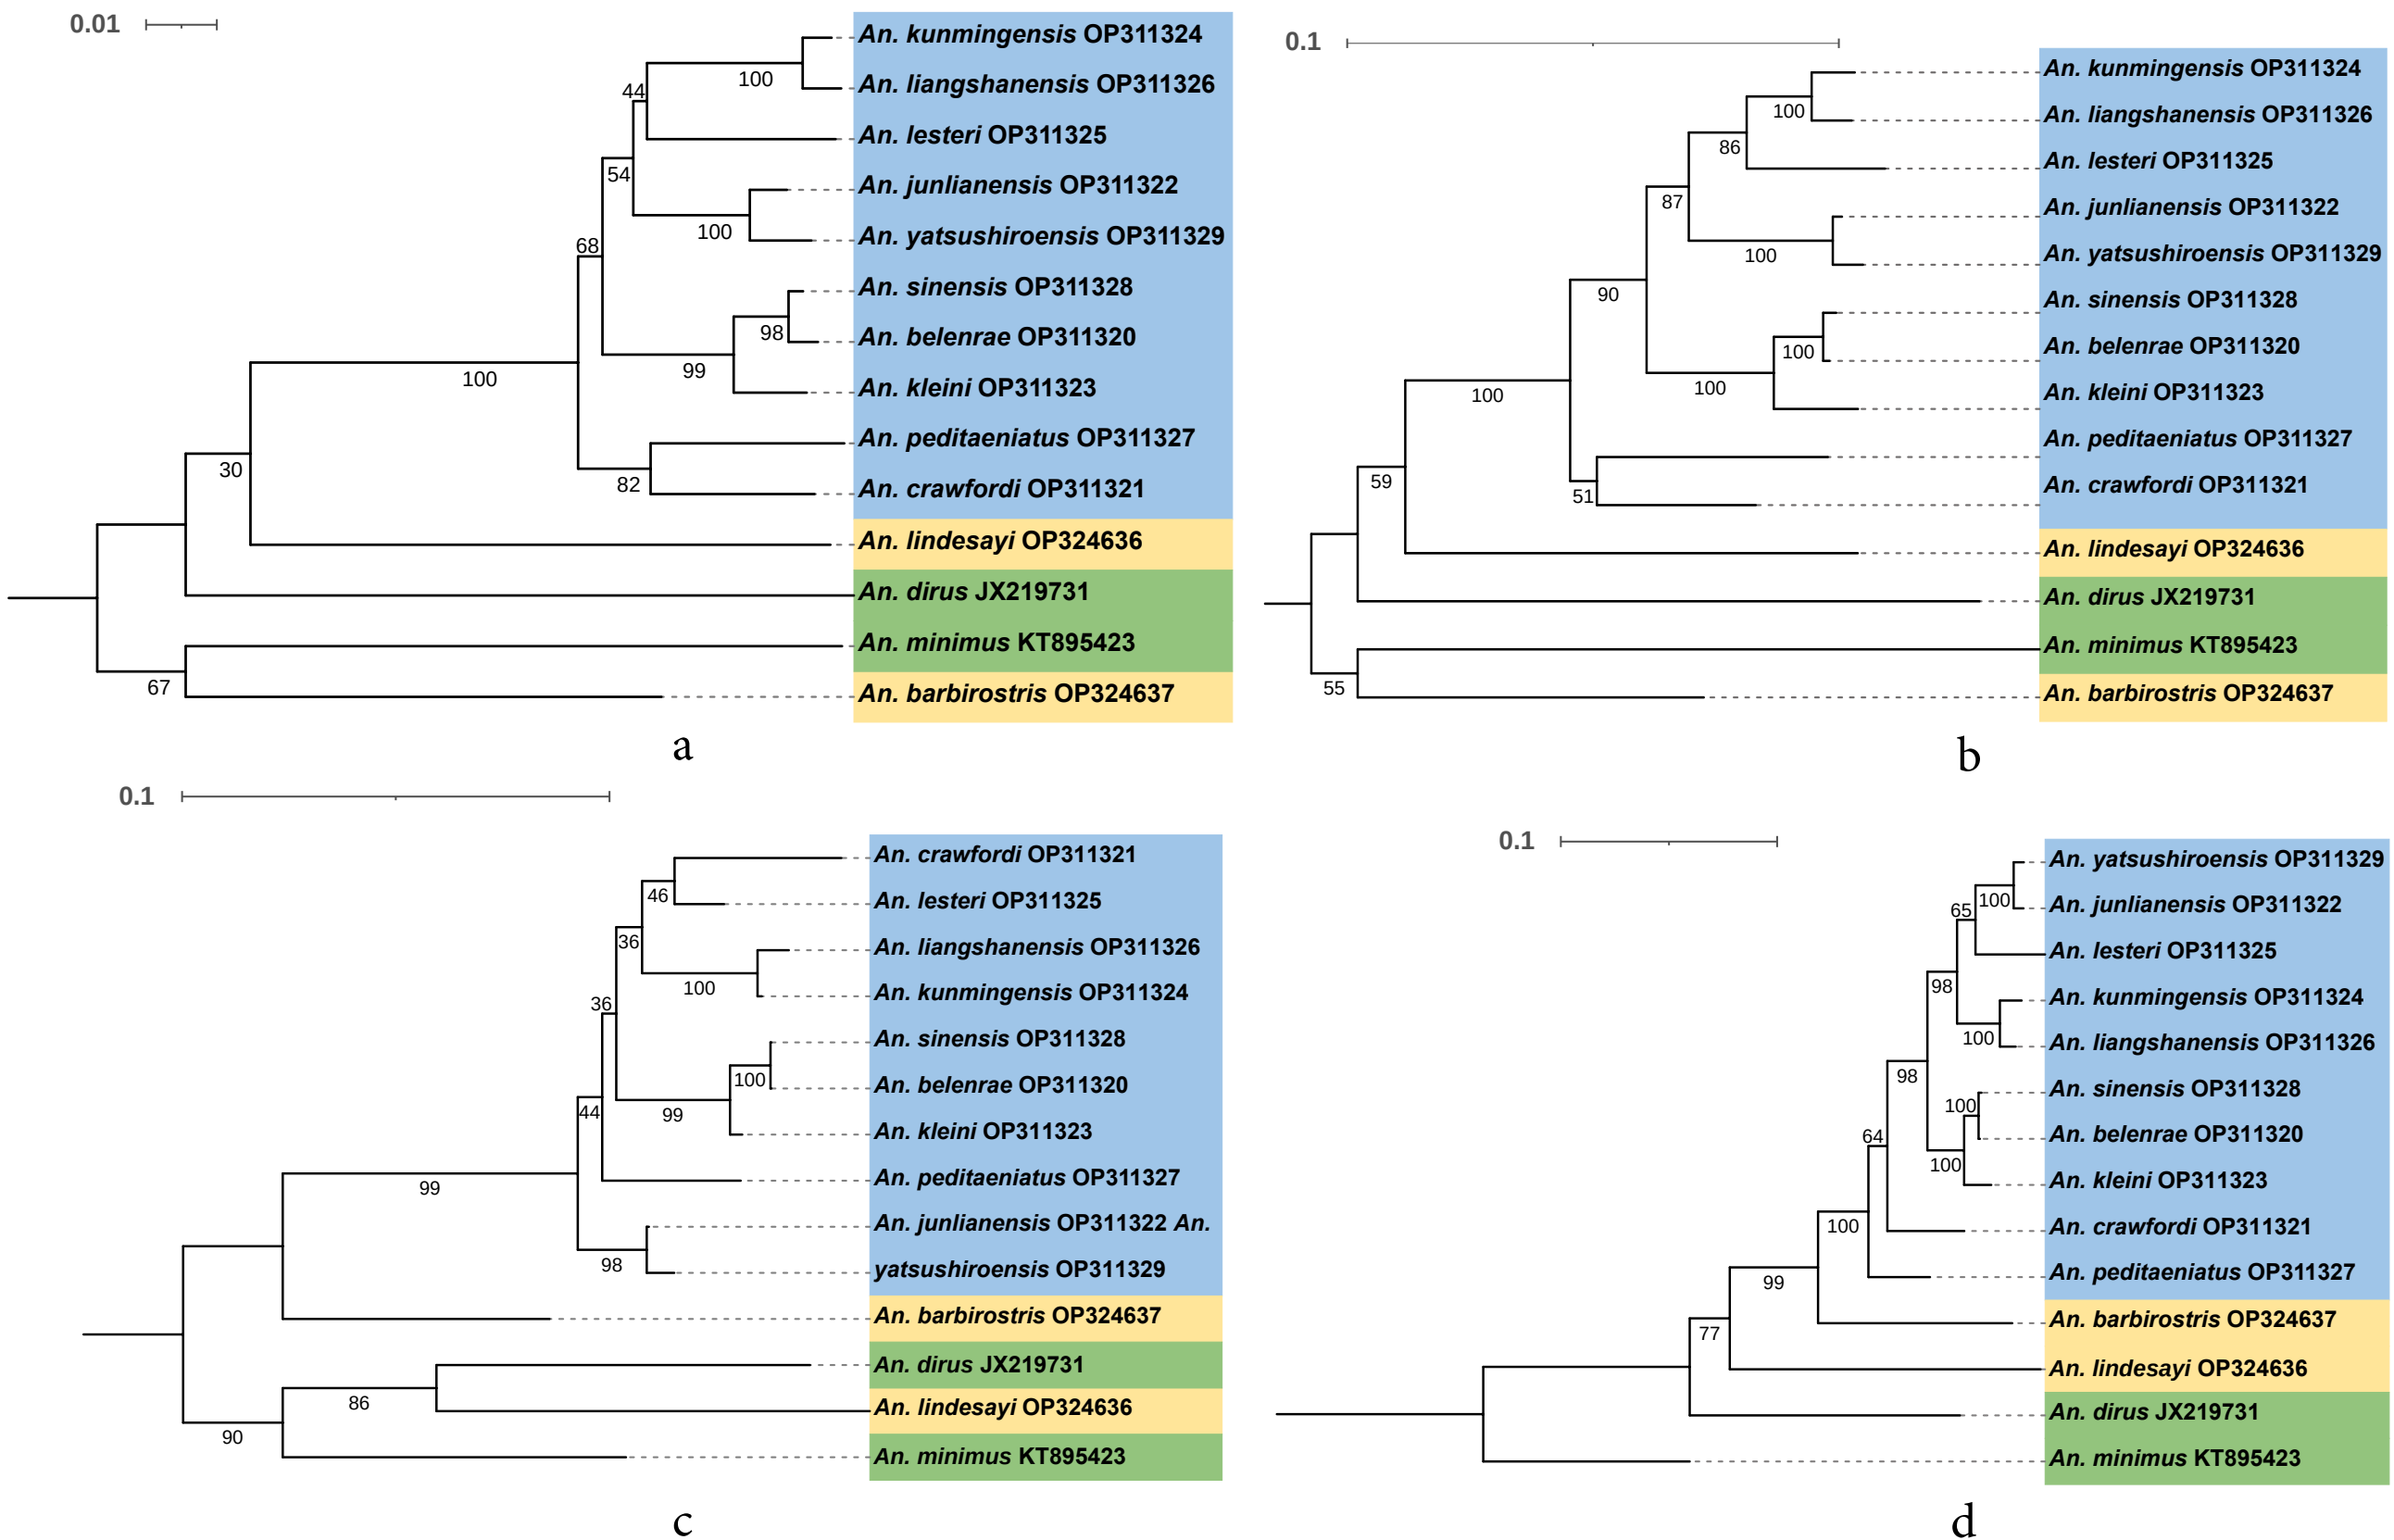 0.01
An. kunmingensis OP311324
100
An. liangshanensis OP311326
44
An. lesteri OP311325
54
An. junlianensis OP311322
100
An. yatsushiroensis OP311329
68
An. sinensis OP311328
98
An. belenrae OP311320
99
An. kleini OP311323
100
An. peditaeniatus OP311327
82
An. crawfordi OP311321
30
An. lindesayi OP324636
An. dirus JX219731
An. minimus KT895423
67
An. barbirostris OP324637
a
0.1
An. kunmingensis OP311324
100
An. liangshanensis OP311326
86
An. lesteri OP311325
87
An. junlianensis OP311322
100
An. yatsushiroensis OP311329
90
An. sinensis OP311328
100
An. belenrae OP311320
100
An. kleini OP311323
100
An. peditaeniatus OP311327
59
51
An. crawfordi OP311321
An. lindesayi OP324636
An. dirus JX219731
An. minimus KT895423
55
An. barbirostris OP324637
b
0.1
An. crawfordi OP311321
46
An. lesteri OP311325
36
An. liangshanensis OP311326
100
An. kunmingensis OP311324
36
An. sinensis OP311328
100
An. belenrae OP311320
99
44
An. kleini OP311323
99
An. peditaeniatus OP311327
An. junlianensis OP311322 An.
98
yatsushiroensis OP311329
An. barbirostris OP324637
An. dirus JX219731
86
An. lindesayi OP324636
90
An. minimus KT895423
c
0.1
An. yatsushiroensis OP311329
100
An. junlianensis OP311322
65
An. lesteri OP311325
98
An. kunmingensis OP311324
100
An. liangshanensis OP311326
98
An. sinensis OP311328
100
An. belenrae OP311320
64
100
An. kleini OP311323
100
An. crawfordi OP311321
99
An. peditaeniatus OP311327
77
An. barbirostris OP324637
An. lindesayi OP324636
An. dirus JX219731
An. minimus KT895423
d